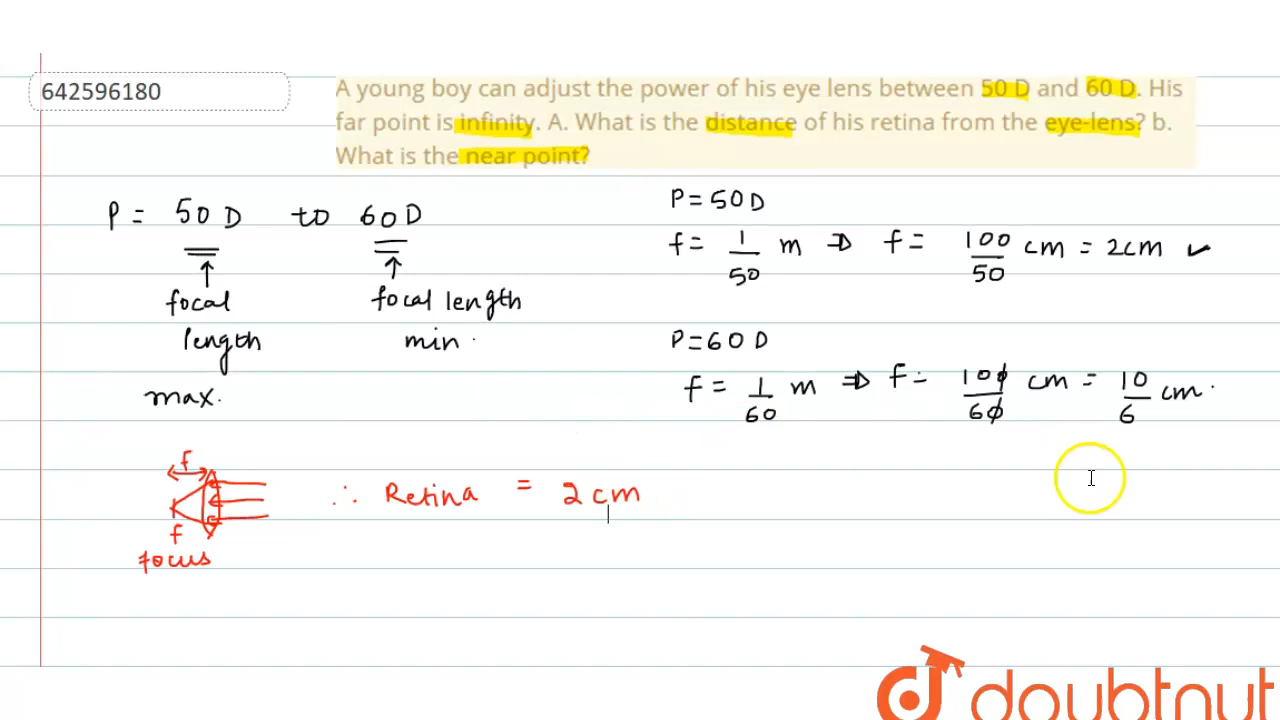 642596180
A young boy can adjust the power of his eye lens between 50 D and 60 D. His
far point is infinity. A. What is the distance of his retina from the eye-lens? b.
What is the near point?
P = 50 D to 60 D
focal length max.
focal length min.
P = 50 D
f = 1/50 m ⇒ f = 100/50 cm = 2cm ✓
P = 60 D
f = 1/60 m ⇒ f = 100/60 cm = 10/6 cm.
f
f
focus
∴ Retina = 2 cm
doubtnut